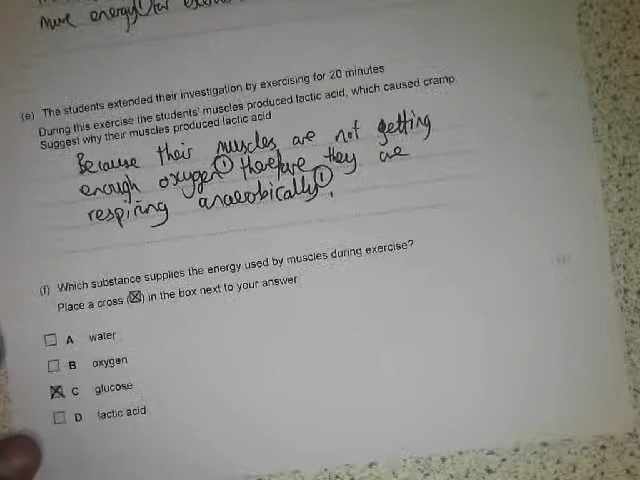 more energy for
(e) The students extended their investigation by exercising for 20 minutes
During this exercise the students' muscles produced lactic acid, which caused cramp
Suggest why their muscles produced lactic acid
Because their muscles are not getting
enough oxygen ① therefore they are
respiring anaerobically ①.
(f) Which substance supplies the energy used by muscles during exercise?
Place a cross (☒) in the box next to your answer
☐ A water
☐ B oxygen
☒ C glucose
☐ D lactic acid